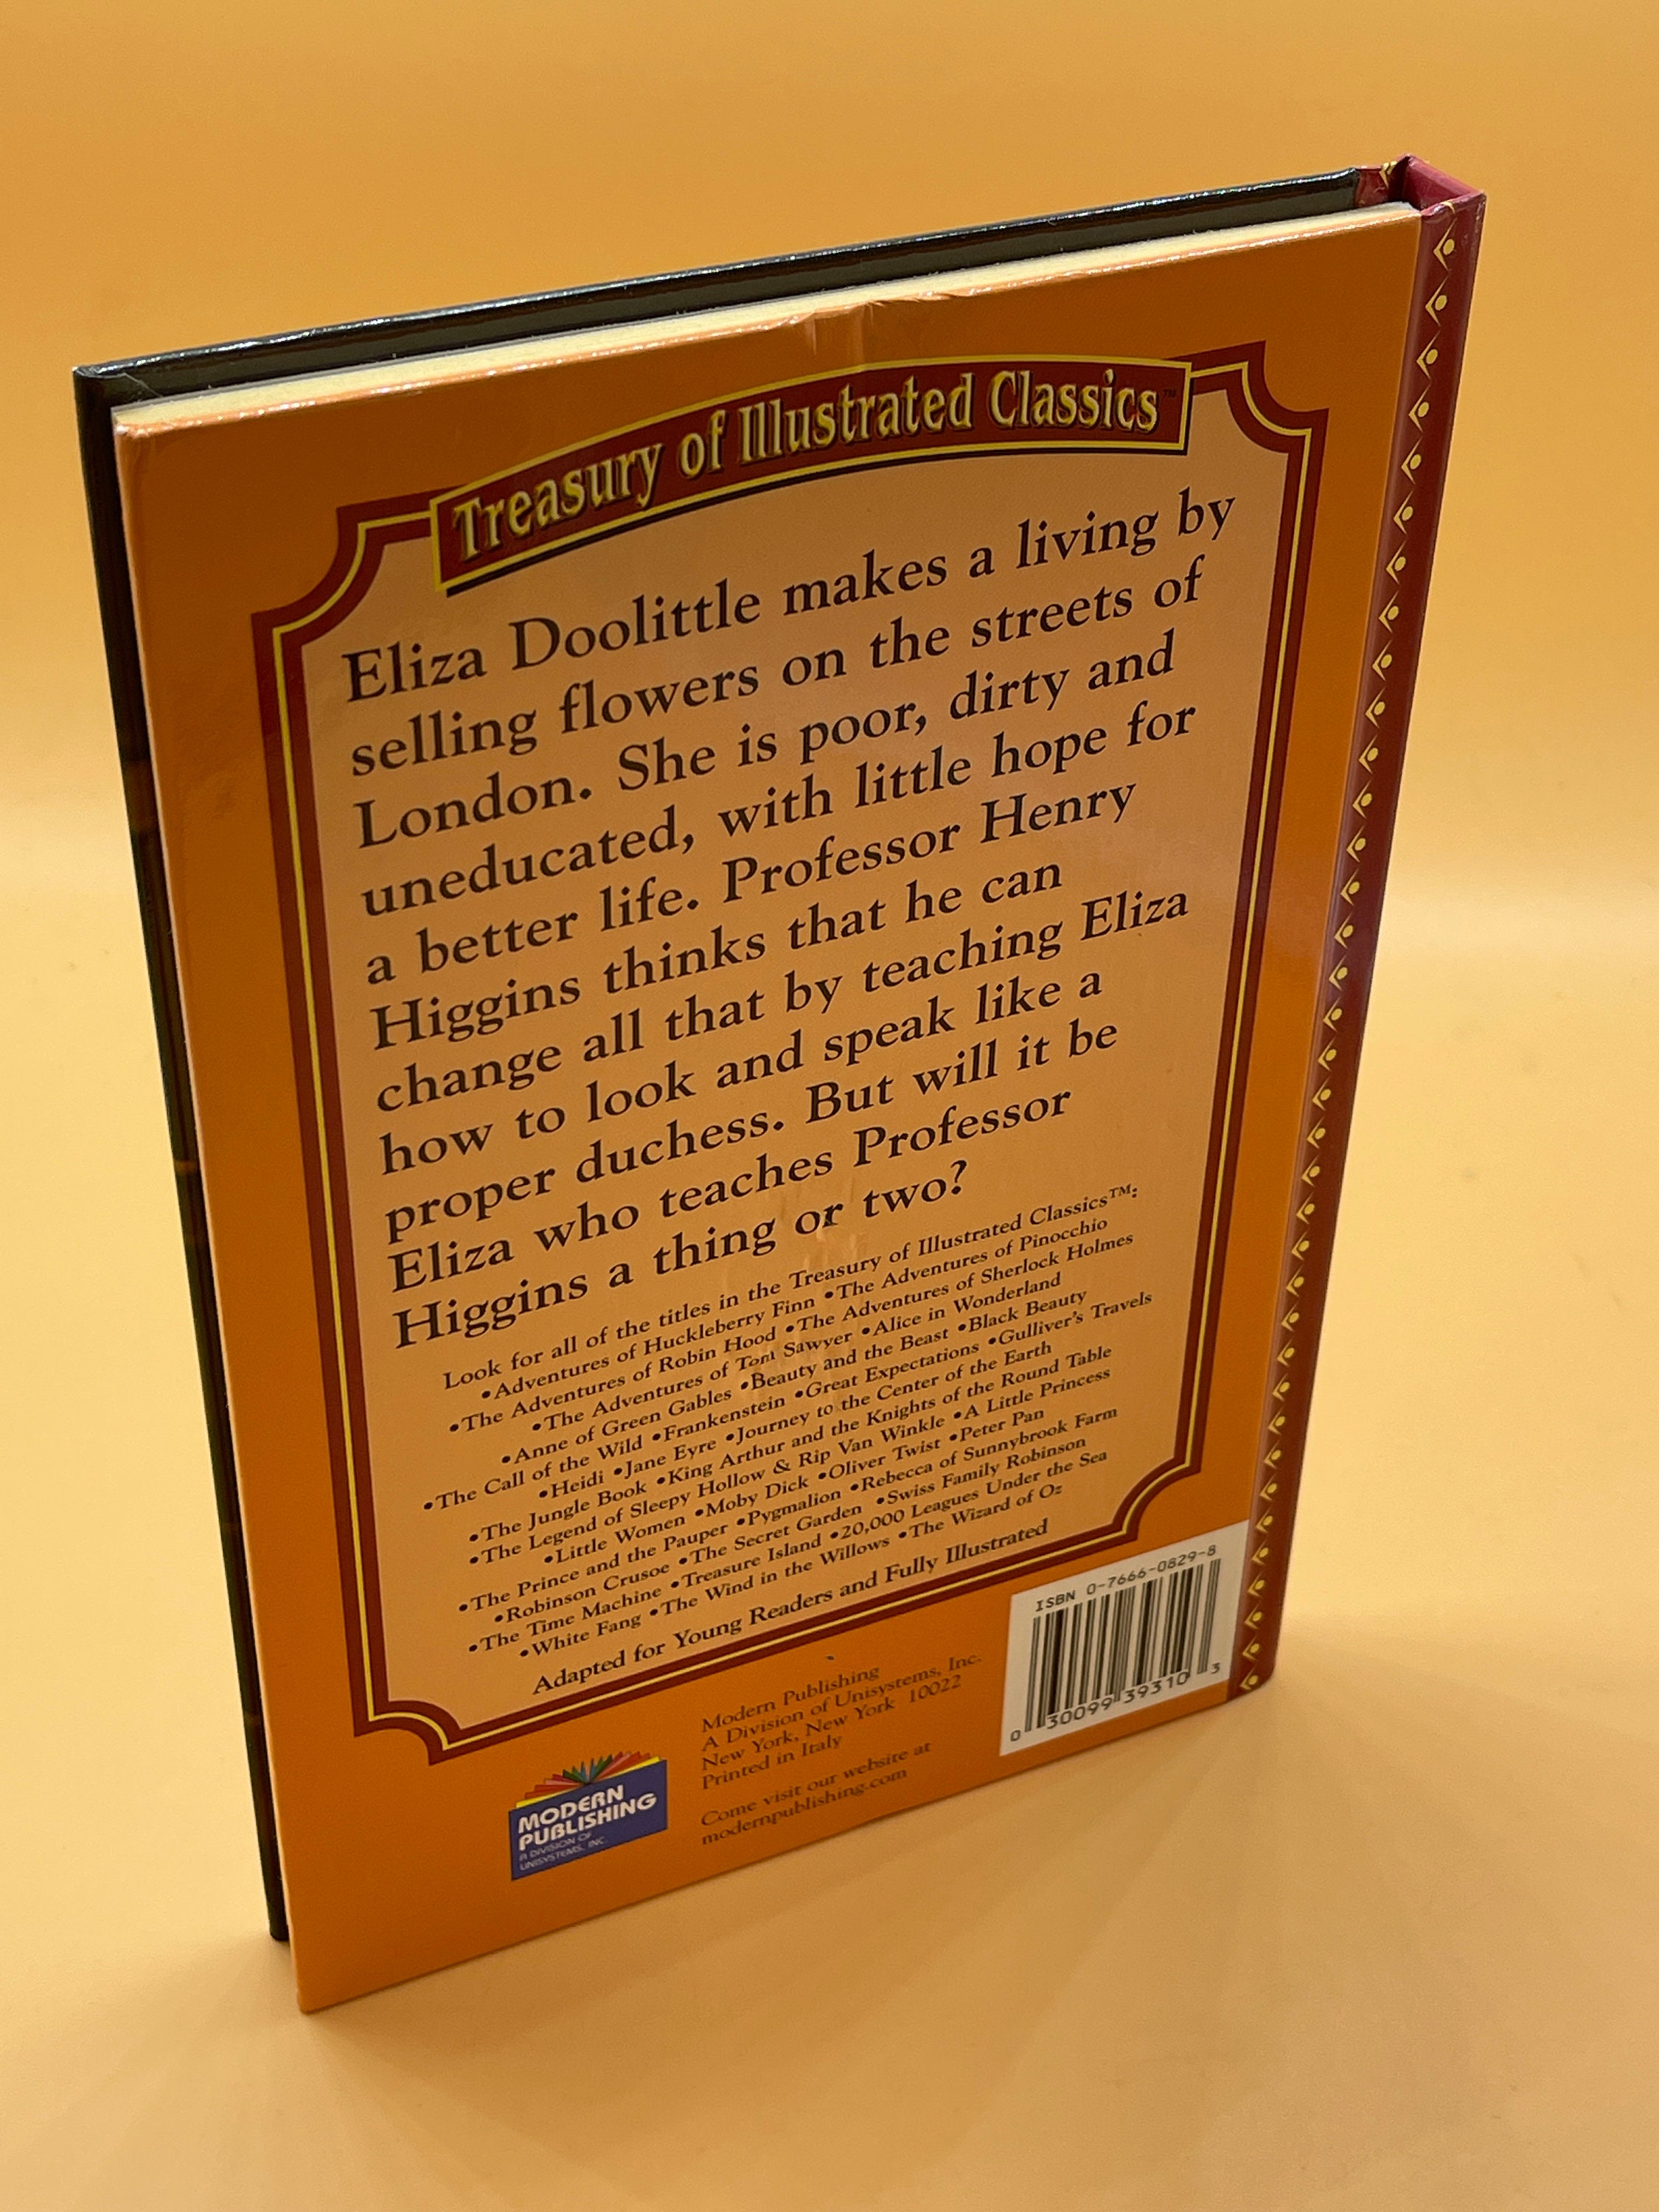 Treasury of Illustrated Classics™
Eliza Doolittle makes a living by
selling flowers on the streets of
London. She is poor, dirty and
uneducated, with little hope for
a better life. Professor Henry
Higgins thinks that he can
change all that by teaching Eliza
how to look and speak like a
proper duchess. But will it be
Eliza who teaches Professor
Higgins a thing or two?
Look for all of the titles in the Treasury of Illustrated Classics™:
•Adventures of Huckleberry Finn •The Adventures of Pinocchio
•The Adventures of Robin Hood •The Adventures of Sherlock Holmes
•The Adventures of Tom Sawyer •Alice in Wonderland
•Anne of Green Gables •Beauty and the Beast •Black Beauty
•The Call of the Wild •Frankenstein •Great Expectations •Gulliver's Travels
•Heidi •Jane Eyre •Journey to the Center of the Earth
•The Jungle Book •King Arthur and the Knights of the Round Table
•The Legend of Sleepy Hollow & Rip Van Winkle •A Little Princess
•Little Women •Moby Dick •Oliver Twist •Peter Pan
•The Prince and the Pauper •Pygmalion •Rebecca of Sunnybrook Farm
•Robinson Crusoe •The Secret Garden •Swiss Family Robinson
•The Time Machine •Treasure Island •20,000 Leagues Under the Sea
•White Fang •The Wind in the Willows •The Wizard of Oz
Adapted for Young Readers and Fully Illustrated
MODERN
PUBLISHING
A DIVISION OF
UNISYSTEMS, INC.
Modern Publishing
A Division of Unisystems, Inc.
New York, New York 10022
Printed in Italy
Come visit our website at
modernpublishing.com
ISBN 0-7666-0829-8
0 30099 39310 3